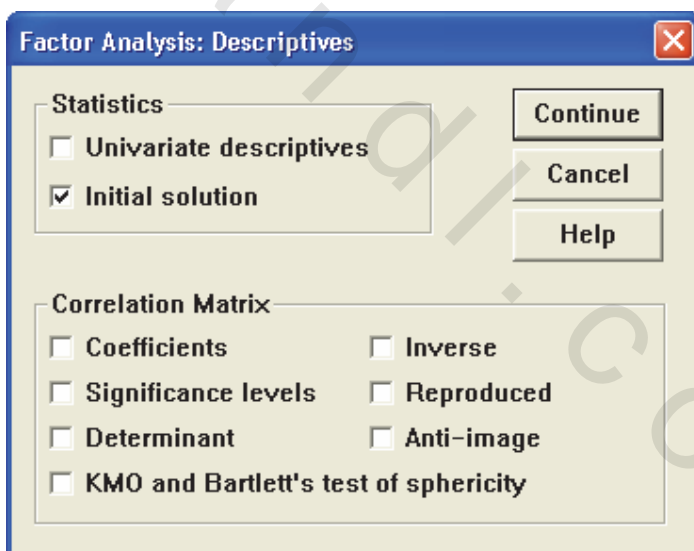 Factor Analysis: Descriptives
Statistics
Univariate descriptives
Initial solution
Continue
Cancel
Help
Correlation Matrix
Coefficients
Inverse
Significance levels
Reproduced
Determinant
Anti-image
KMO and Bartlett's test of sphericity